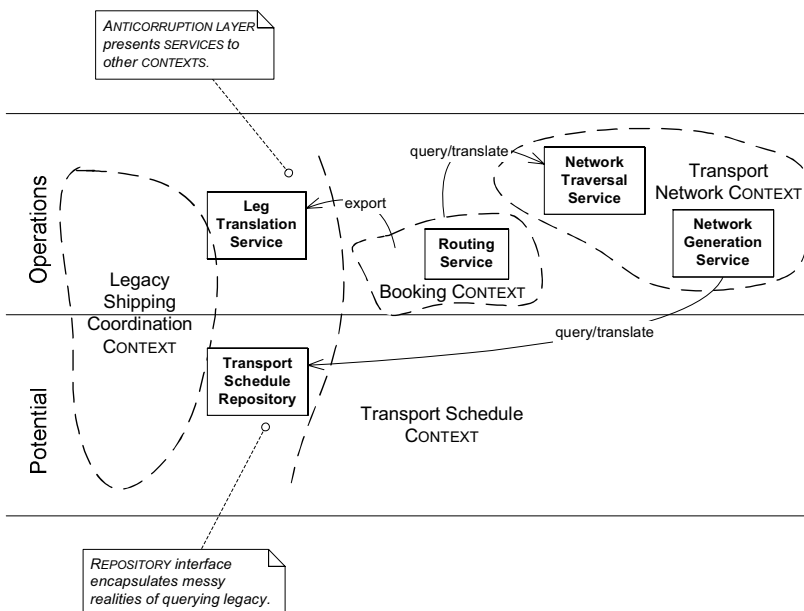 ANTICORRUPTION LAYER
presents SERVICES to
other CONTEXTS.
Operations
query/translate
Network
Traversal
Service
Transport
Network CONTEXT
Leg
Translation
Service
export
Routing
Service
Network
Generation
Service
Booking CONTEXT
Legacy
Shipping
Coordination
CONTEXT
query/translate
Potential
Transport
Schedule
Repository
Transport Schedule
CONTEXT
REPOSITORY interface
encapsulates messy
realities of querying legacy.